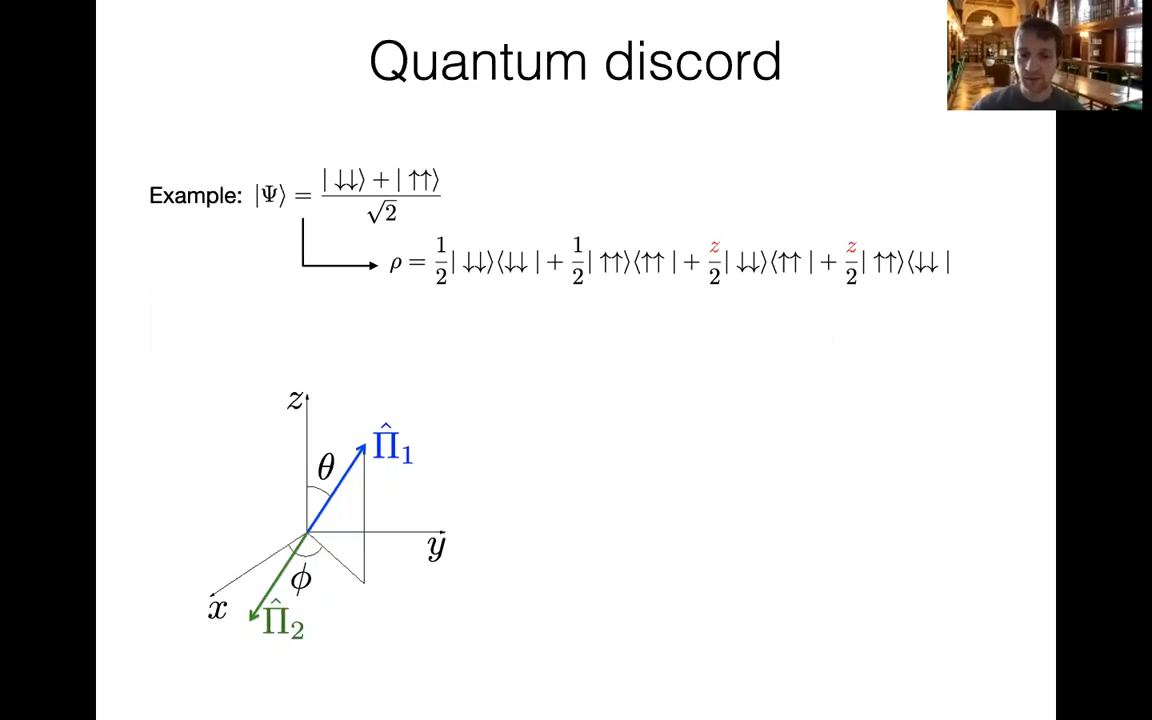 Quantum discord
Example: |Ψ⟩ = (|↓↓⟩ + |↑↑⟩)/√2
ρ = 1/2|↓↓⟩⟨↓↓| + 1/2|↑↑⟩⟨↑↑| + z/2|↓↓⟩⟨↑↑| + z/2|↑↑⟩⟨↓↓|
z
Π̂₁
θ
y
ϕ
x
Π̂₂